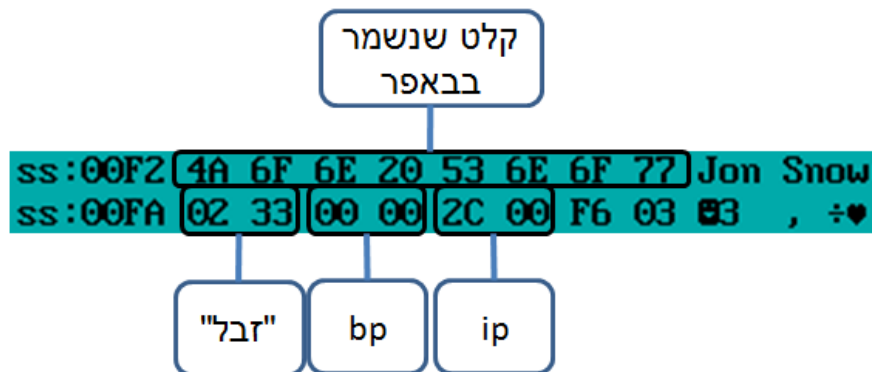 קלט שנשמר
בבאפר
ss:00F2 4A 6F 6E 20 53 6E 6F 77 Jon Snow
ss:00FA 02 33 00 00 2C 00 F6 03 ☻3 , ÷♥
"זבל"
bp
ip